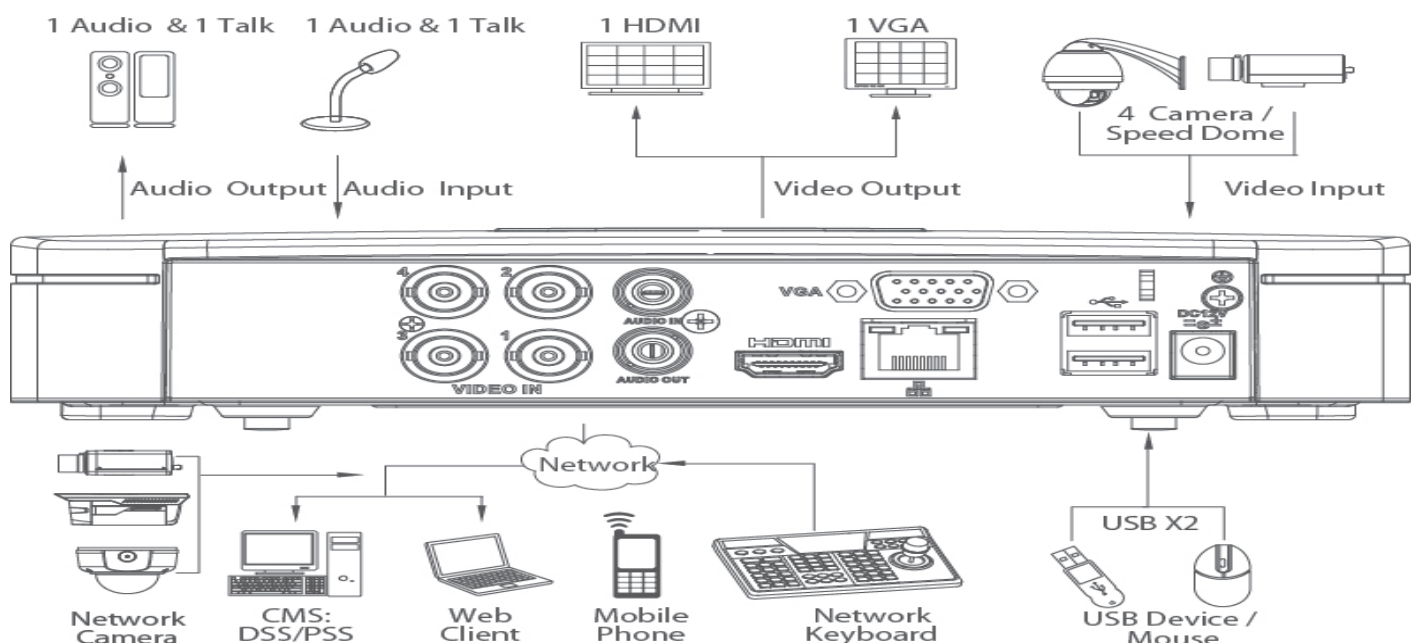 1 Audio & 1 Talk
1 Audio & 1 Talk
1 HDMI
1 VGA
4 Camera /
Speed Dome
Audio Output
Audio Input
Video Output
Video Input
4
2
AUDIO IN
VGA
DC12V
3
1
AUDIO OUT
HDMI
VIDEO IN
Network
USB X2
Network
Camera
CMS:
DSS/PSS
Web
Client
Mobile
Phone
Network
Keyboard
USB Device /
Mouse